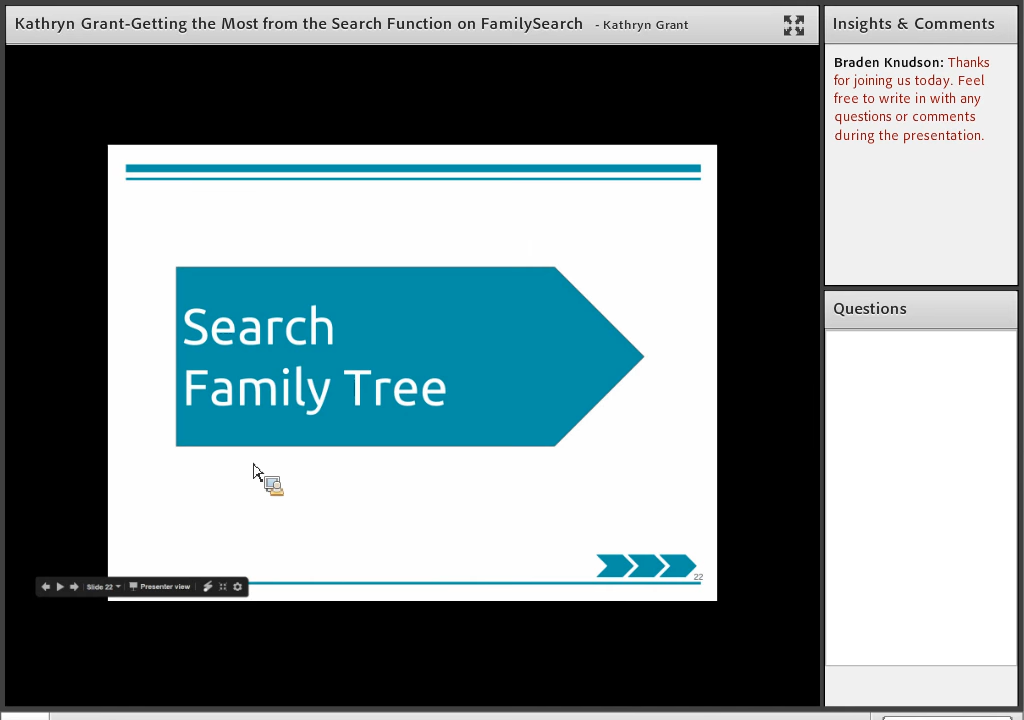 Kathryn Grant-Getting the Most from the Search Function on FamilySearch - Kathryn Grant
Insights & Comments
Braden Knudson: Thanks
for joining us today. Feel
free to write in with any
questions or comments
during the presentation.
Questions
Search
Family Tree
22
Slide 22
Presenter view